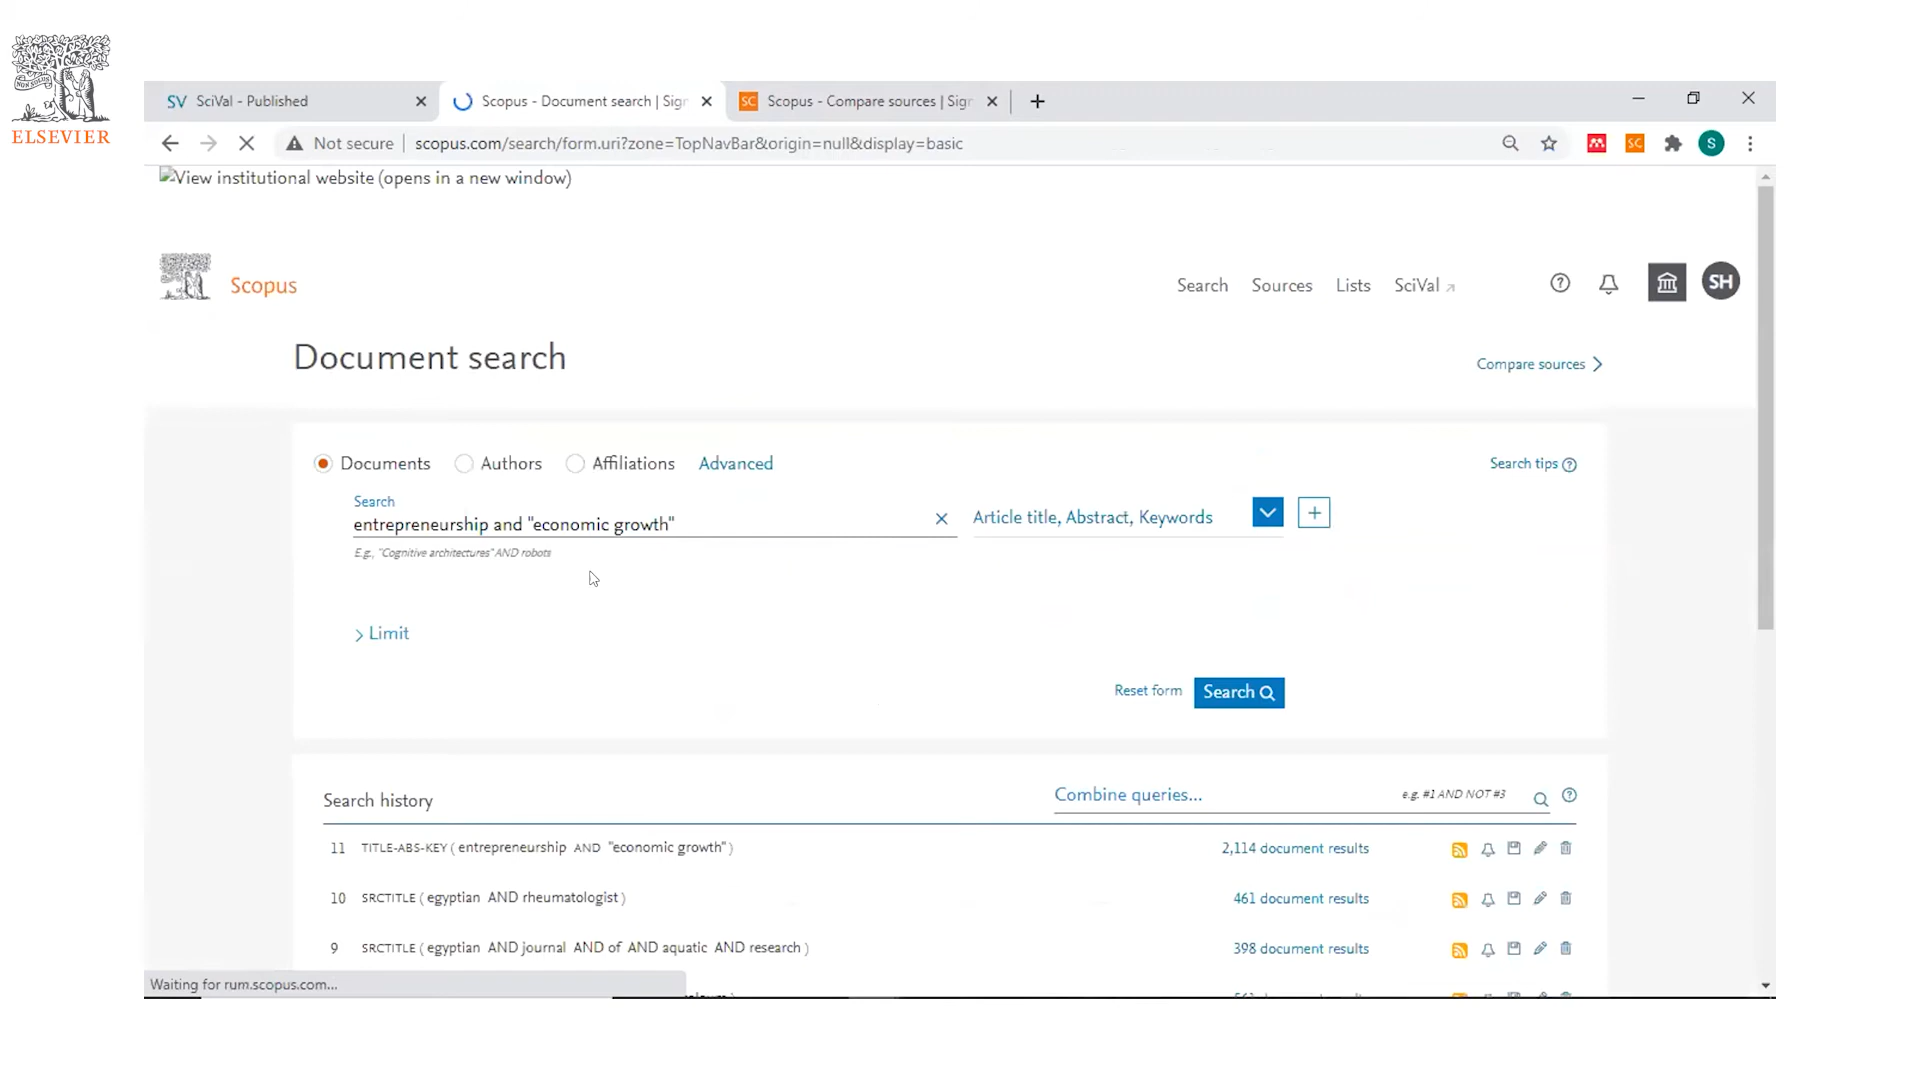 ELSEVIER
SciVal - Published
Scopus - Document search | Sign
Scopus - Compare sources | Sign
Not secure
scopus.com/search/form.uri?zone=TopNavBar&origin=null&display=basic
SC
S
View institutional website (opens in a new window)
Scopus
Search
Sources
Lists
SciVal
SH
Document search
Compare sources
Documents
Authors
Affiliations
Advanced
Search tips
Search
entrepreneurship and "economic growth"
Article title, Abstract, Keywords
E.g., "Cognitive architectures" AND robots
Limit
Reset form
Search
Search history
Combine queries...
e.g. #1 AND NOT #3
11 TITLE-ABS-KEY ( entrepreneurship AND "economic growth" )
2,114 document results
10 SRCTITLE ( egyptian AND rheumatologist )
461 document results
9 SRCTITLE ( egyptian AND journal AND of AND aquatic AND research )
398 document results
Waiting for rum.scopus.com...